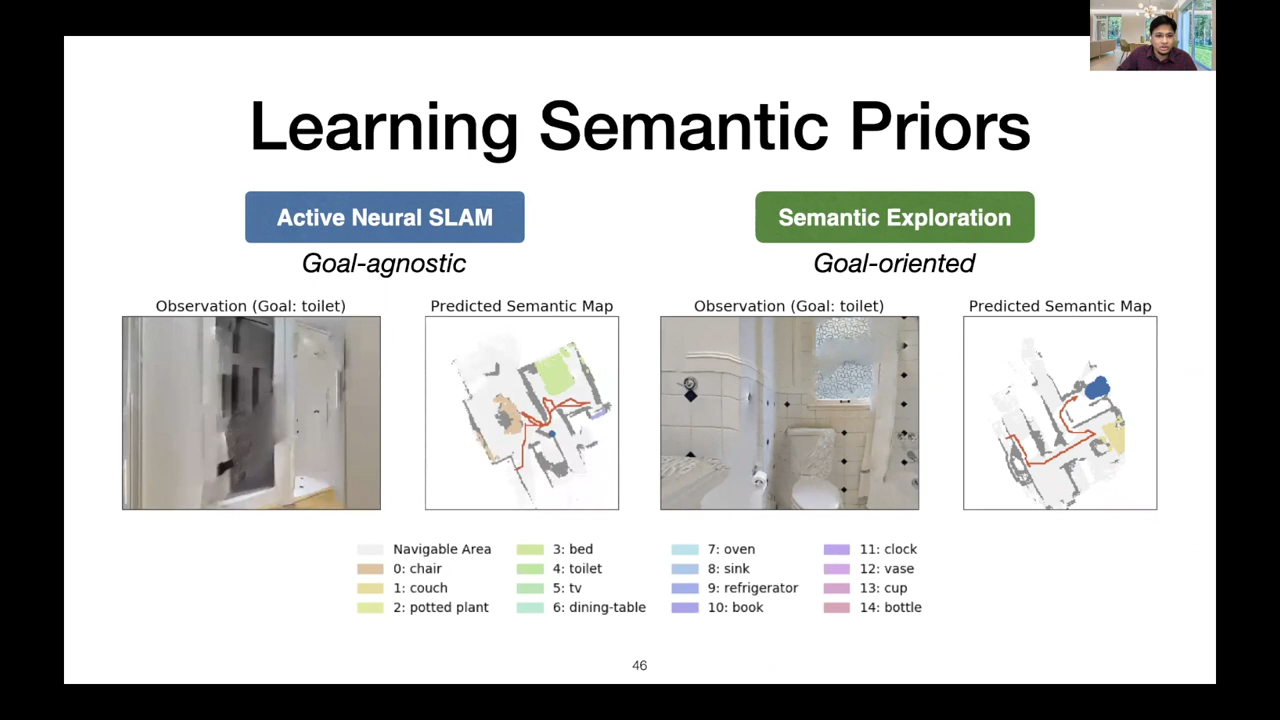 Learning Semantic Priors
Active Neural SLAM
Goal-agnostic
Semantic Exploration
Goal-oriented
Observation (Goal: toilet)
Predicted Semantic Map
Observation (Goal: toilet)
Predicted Semantic Map
Navigable Area
0: chair
1: couch
2: potted plant
3: bed
4: toilet
5: tv
6: dining-table
7: oven
8: sink
9: refrigerator
10: book
11: clock
12: vase
13: cup
14: bottle
46